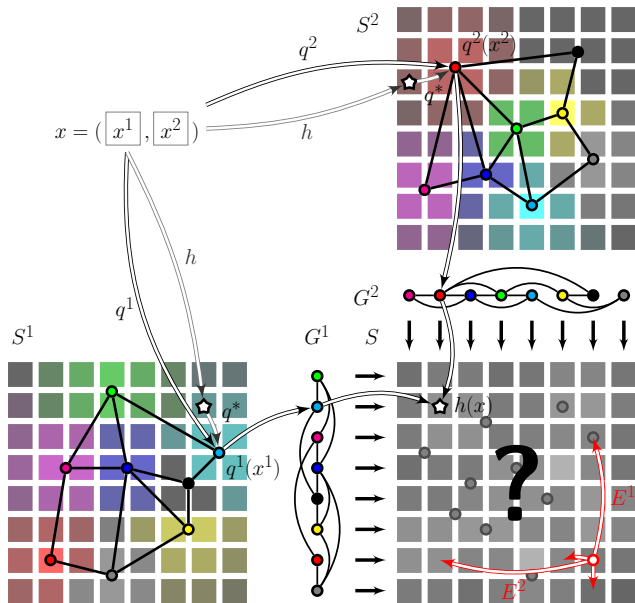 S²
q²
q²(x²)
q*
x = ( x¹ , x² )
h
h
q¹
G²
S¹
G¹
S
q*
h(x)
q¹(x¹)
?
E¹
E²